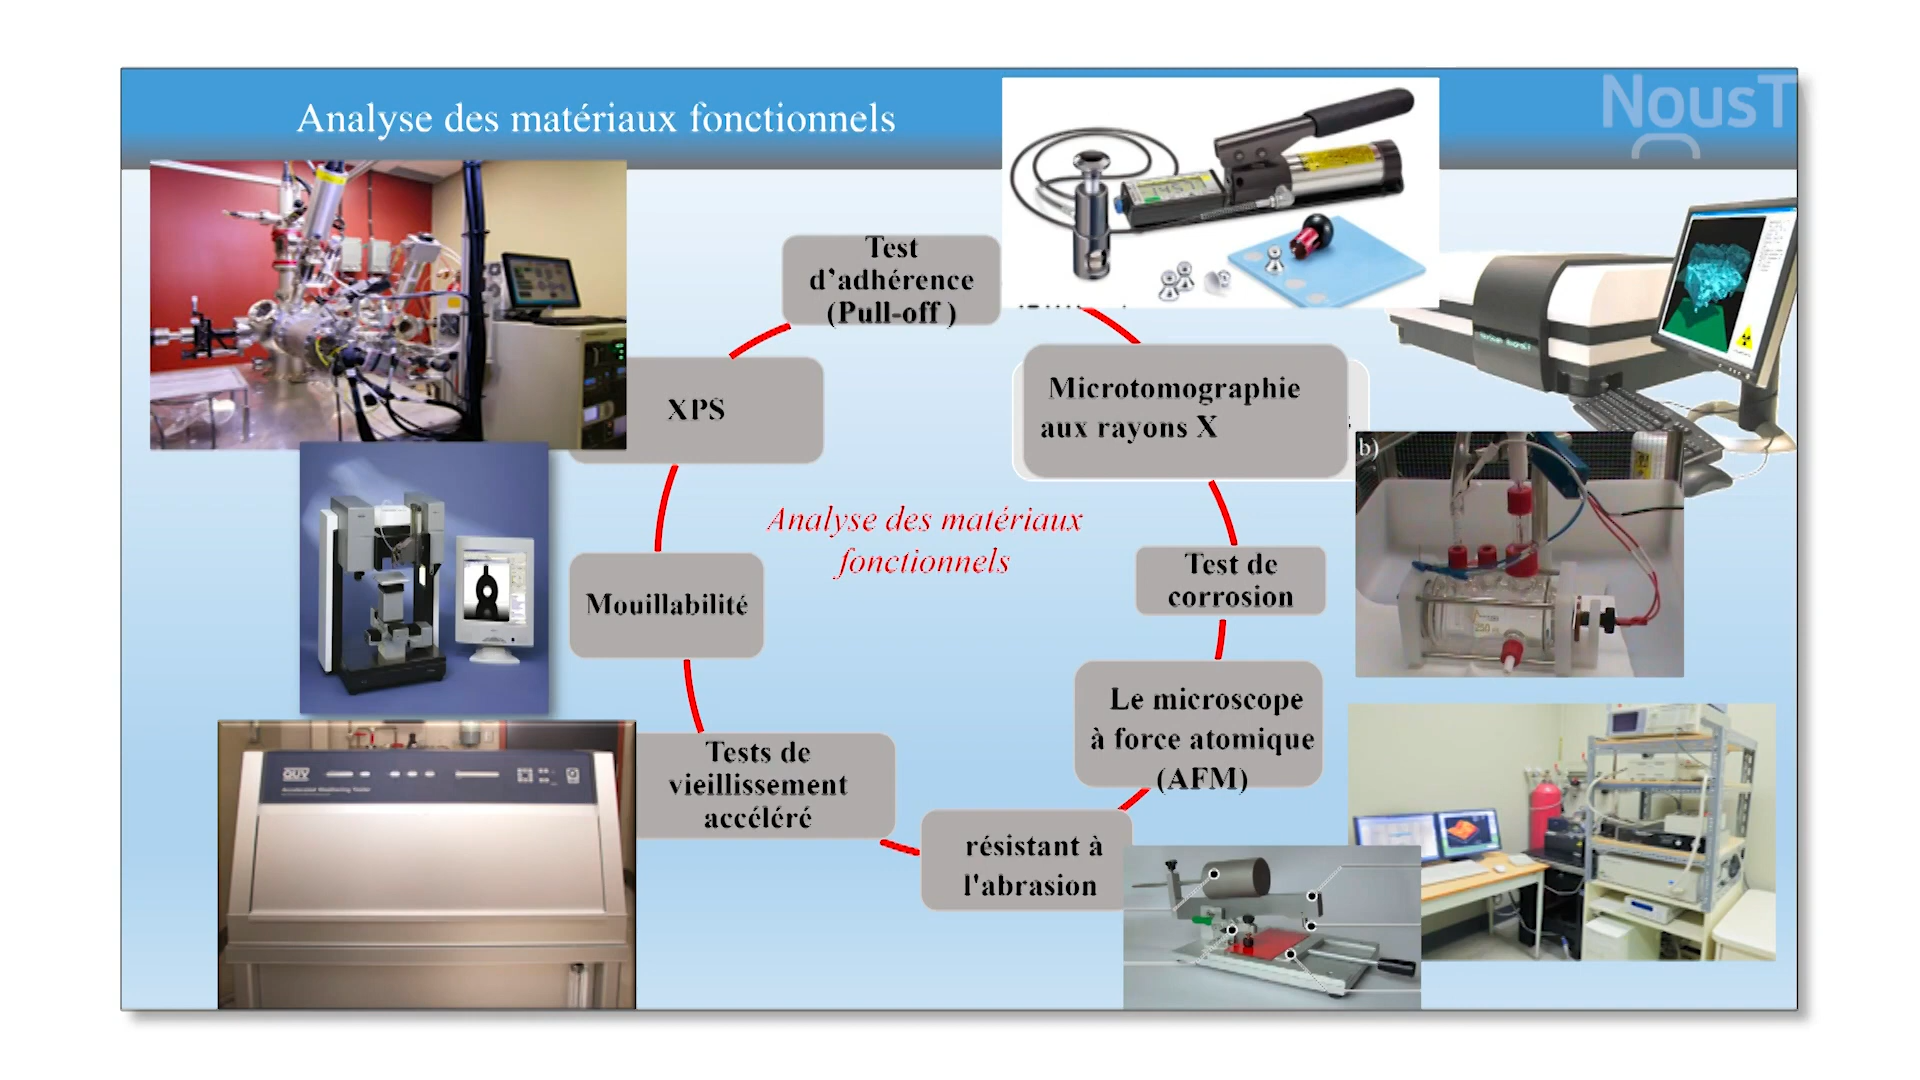 Analyse des matériaux fonctionnels
NousT
Test
d’adhérence
(Pull-off )
XPS
Microtomographie
aux rayons X
b)
Analyse des matériaux
fonctionnels
Test de
corrosion
Mouillabilité
Le microscope
à force atomique
(AFM)
Tests de
vieillissement
accéléré
QUV
résistant à
l'abrasion
250